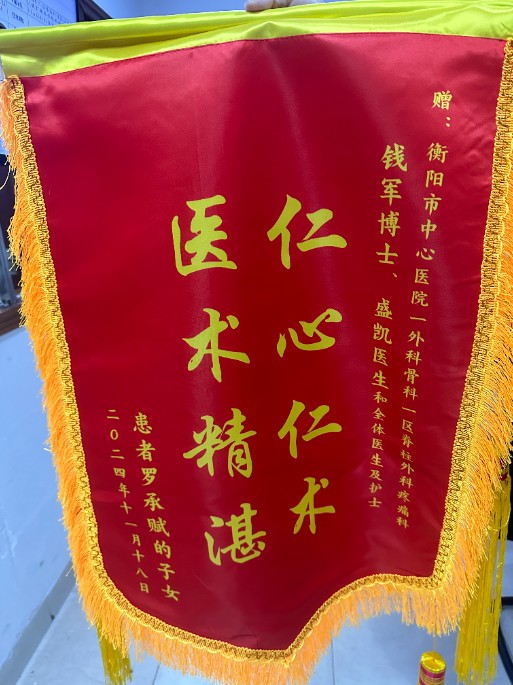 赠：衡阳市中心医院一外科骨科一区脊柱外科疼痛科
钱军博士、盛凯医生和全体医生及护士
仁心仁术
医术精湛
患者罗承赋的子女
二〇二四年十一月十八日